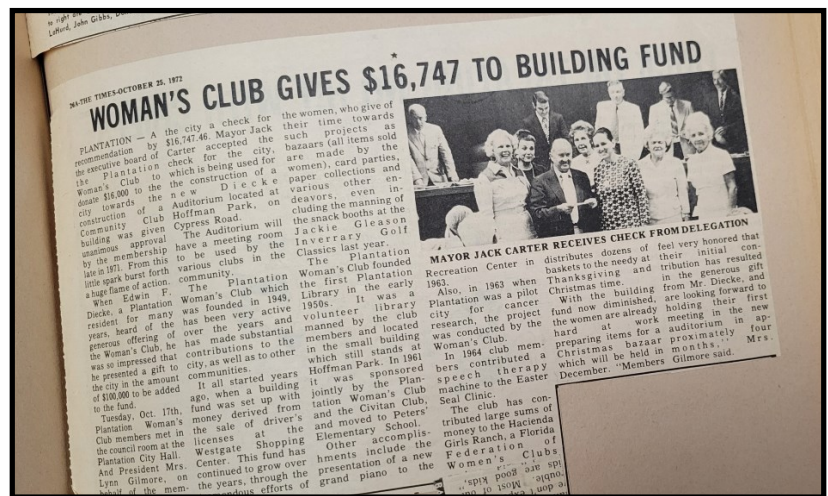 to right are
LaHurd, John Gibbs,
26A-THE TIMES-OCTOBER 25, 1972
WOMAN'S CLUB GIVES $16,747 TO BUILDING FUND
PLANTATION — A
recommendation by
the executive board of
the Plantation
Woman's Club to
donate $16,000 to the
city towards the
construction of a
Community Club
building was given
unanimous approval
by the membership
late in 1971. From this
little spark burst forth
a huge flame of action.
When Edwin F.
Diecke, a Plantation
resident for many
years, heard of the
generous offering of
the Woman's Club, he
was so impressed that
he presented a gift to
the city in the amount
of $100,000 to be added
to the fund.
Tuesday, Oct. 17th,
Plantation Woman's
Club members met in
the council room at the
Plantation City Hall.
And President Mrs.
Lynn Gilmore, on
behalf of the mem-
the city a check for
$16,747.46. Mayor Jack
Carter accepted the
check for the city,
which is being used for
the construction of a
new Diecke
Auditorium located at
Hoffman Park, on
Cypress Road.
The Auditorium will
have a meeting room
to be used by the
various clubs in the
community.
The Plantation
Woman's Club which
was founded in 1949,
has been very active
over the years and
has made substantial
contributions to the
city, as well as to other
communities.
It all started years
ago, when a building
fund was set up with
money derived from
the sale of driver's
licenses at the
Westgate Shopping
Center. This fund has
continued to grow over
the years, through the
efforts of
the women, who give of
their time towards
such projects as
bazaars (all items sold
are made by the
women), card parties,
paper collections and
various other en-
deavors, even in-
cluding the manning of
the snack booths at the
Jackie Gleason
Inverrary Golf
Classics last year.
The Plantation
Woman's Club founded
the first Plantation
Library in the early
1950s. It was a
volunteer library
manned by the club
members and located
in the small building
which still stands at
Hoffman Park. In 1961
it was sponsored
jointly by the Plan-
tation Woman's Club
and the Civitan Club,
and moved to Peters'
Elementary School.
Other accomplis-
hments include the
presentation of a new
grand piano to the
MAYOR JACK CARTER RECEIVES CHECK FROM DELEGATION
Recreation Center in
1963.
Also, in 1963 when
Plantation was a pilot
city for cancer
research, the project
was conducted by the
Woman's Club.
In 1964 club mem-
bers contributed a
speech therapy
machine to the Easter
Seal Clinic.
The club has con-
tributed large sums of
money to the Hacienda
Girls Ranch, a Florida
Federation of
Women's Clubs
distributes dozens of
baskets to the needy at
Thanksgiving and
Christmas time.
With the building
fund now diminished,
the women are already
hard at work
preparing items for a
Christmas bazaar
which will be held in
December. "Members
feel very honored that
their initial con-
tribution has resulted
in the generous gift
from Mr. Diecke, and
are looking forward to
holding their first
meeting in the new
auditorium in ap-
proximately four
months," Mrs.
Gilmore said.
ids are good kids,